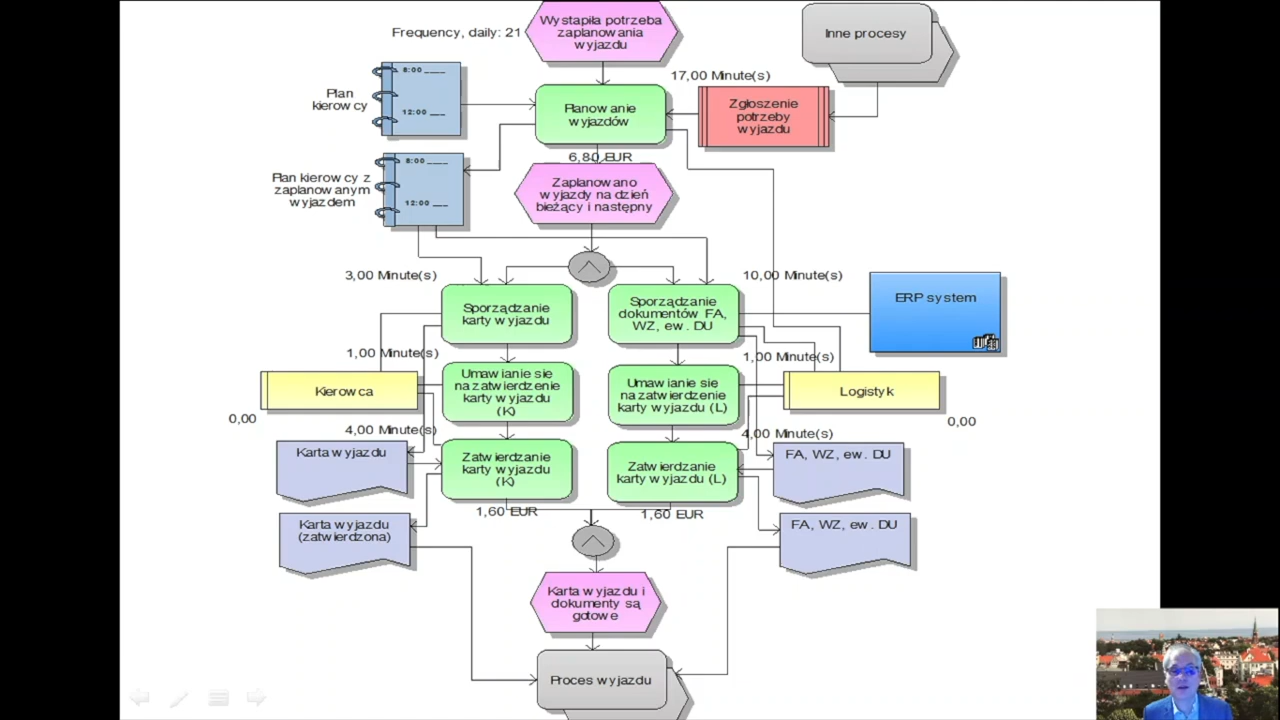 Wystąpiła potrzeba
zaplanowania
wyjazdu
Frequency, daily: 21
Inne procesy
17,00 Minute(s)
8:00
12:00
Plan
kierowcy
Planowanie
wyjazdów
Zgłoszenie
potrzeby
wyjazdu
6,80 EUR
8:00
12:00
Plan kierowcy z
zaplanowanym
wyjazdem
Zaplanowano
wyjazdy na dzień
bieżący i następny
3,00 Minute(s)
10,00 Minute(s)
Sporządzanie
karty wyjazdu
Sporządzanie
dokumentów FA,
WZ, ew. DU
ERP system
1,00 Minute(s)
1,00 Minute(s)
Kierowca
Umawianie sie
na zatwierdzenie
karty wyjazdu
(K)
Umawianie sie
na zatwierdzenie
karty wyjazdu (L)
Logistyk
0,00
0,00
4,00 Minute(s)
4,00 Minute(s)
Karta wyjazdu
Zatwierdzanie
karty wyjazdu
(K)
Zatwierdzanie
karty wyjazdu (L)
FA, WZ, ew. DU
1,60 EUR
1,60 EUR
Karta wyjazdu
(zatwierdzona)
FA, WZ, ew. DU
Karta wyjazdu i
dokumenty są
gotowe
Proces wyjazdu